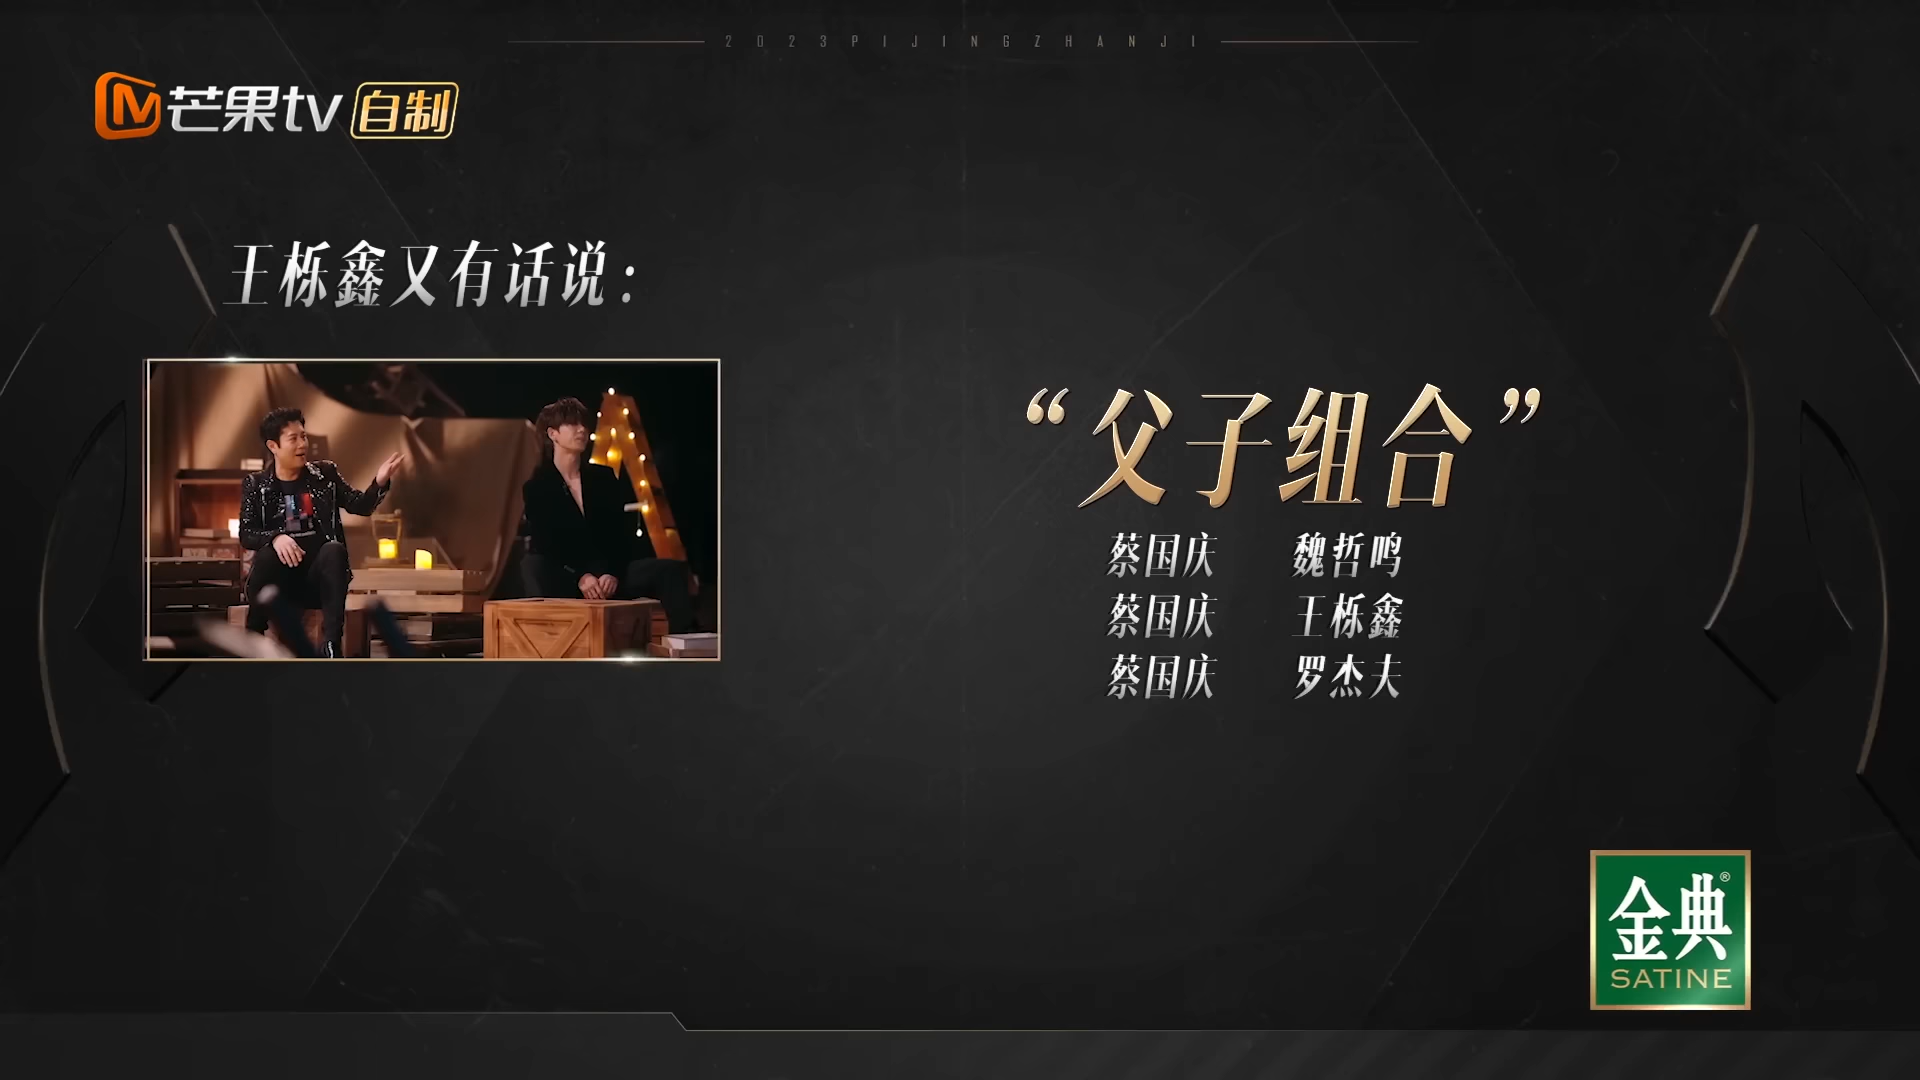 2023PIJINGZHANJI
芒果tv 自制
王栎鑫又有话说：
“父子组合”
蔡国庆 魏哲鸣
蔡国庆 王栎鑫
蔡国庆 罗杰夫
金典®
SATINE